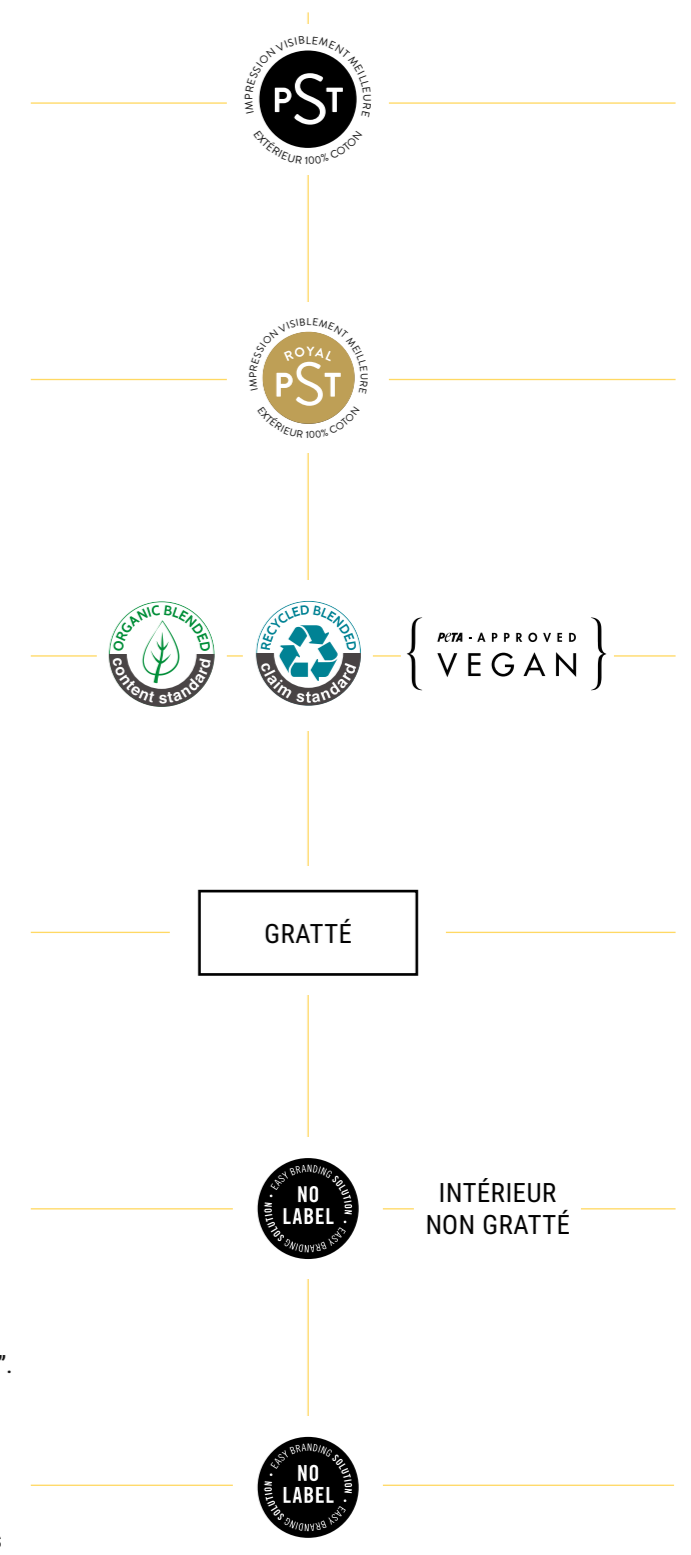 IMPRESSION VISIBLEMENT MEILLEURE
PST
EXTÉRIEUR 100% COTON
IMPRESSION VISIBLEMENT MEILLEURE
ROYAL
PST
EXTÉRIEUR 100% COTON
ORGANIC BLENDED
content standard
RECYCLED BLENDED
claim standard
PETA - APPROVED
VEGAN
GRATTÉ
• EASY BRANDING SOLUTION • EASY BRANDING SOLUTION
NO
LABEL
INTÉRIEUR
NON GRATTÉ
”.
• EASY BRANDING SOLUTION • EASY BRANDING SOLUTION
NO
LABEL
s